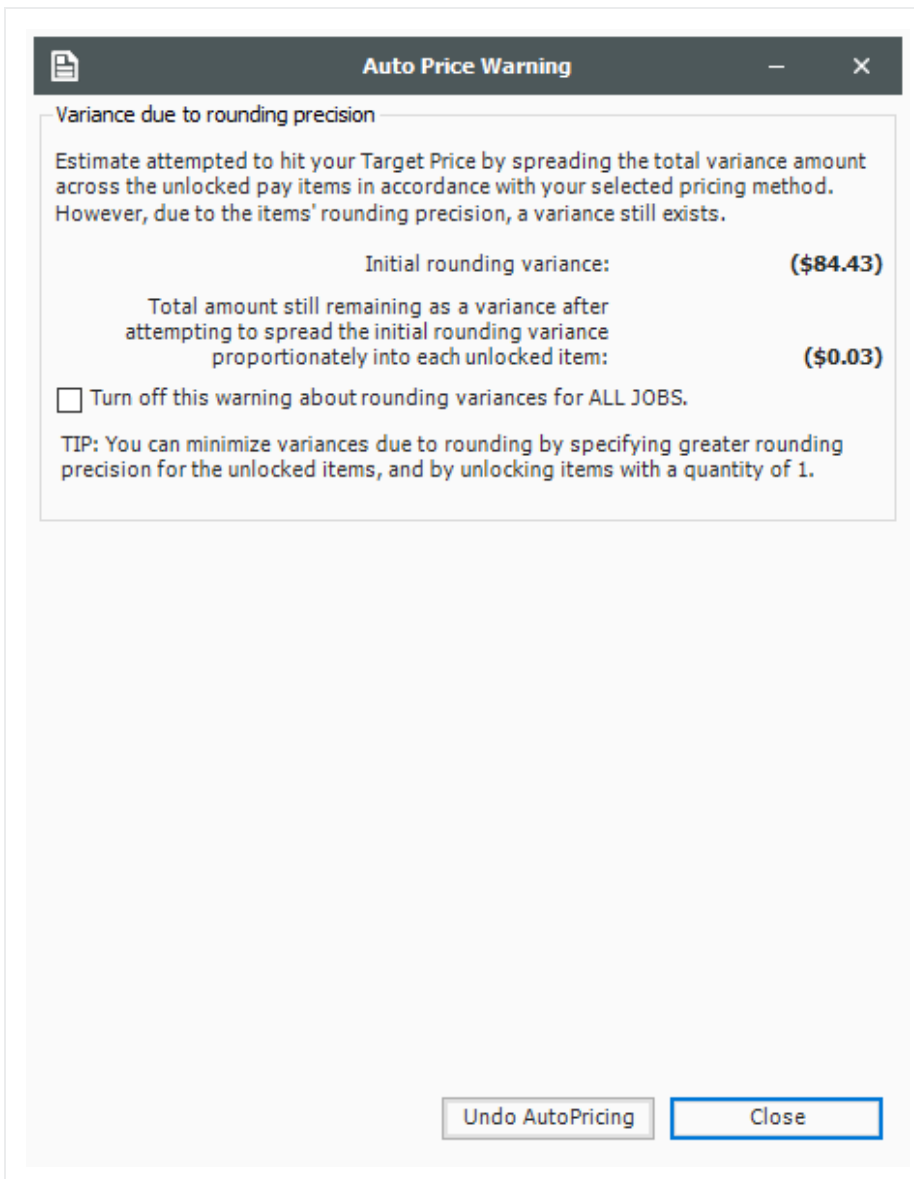 Auto Price Warning
Variance due to rounding precision
Estimate attempted to hit your Target Price by spreading the total variance amount
across the unlocked pay items in accordance with your selected pricing method.
However, due to the items' rounding precision, a variance still exists.
Initial rounding variance: ($84.43)
Total amount still remaining as a variance after
attempting to spread the initial rounding variance
proportionately into each unlocked item: ($0.03)
Turn off this warning about rounding variances for ALL JOBS.
TIP: You can minimize variances due to rounding by specifying greater rounding
precision for the unlocked items, and by unlocking items with a quantity of 1.
Undo AutoPricing Close